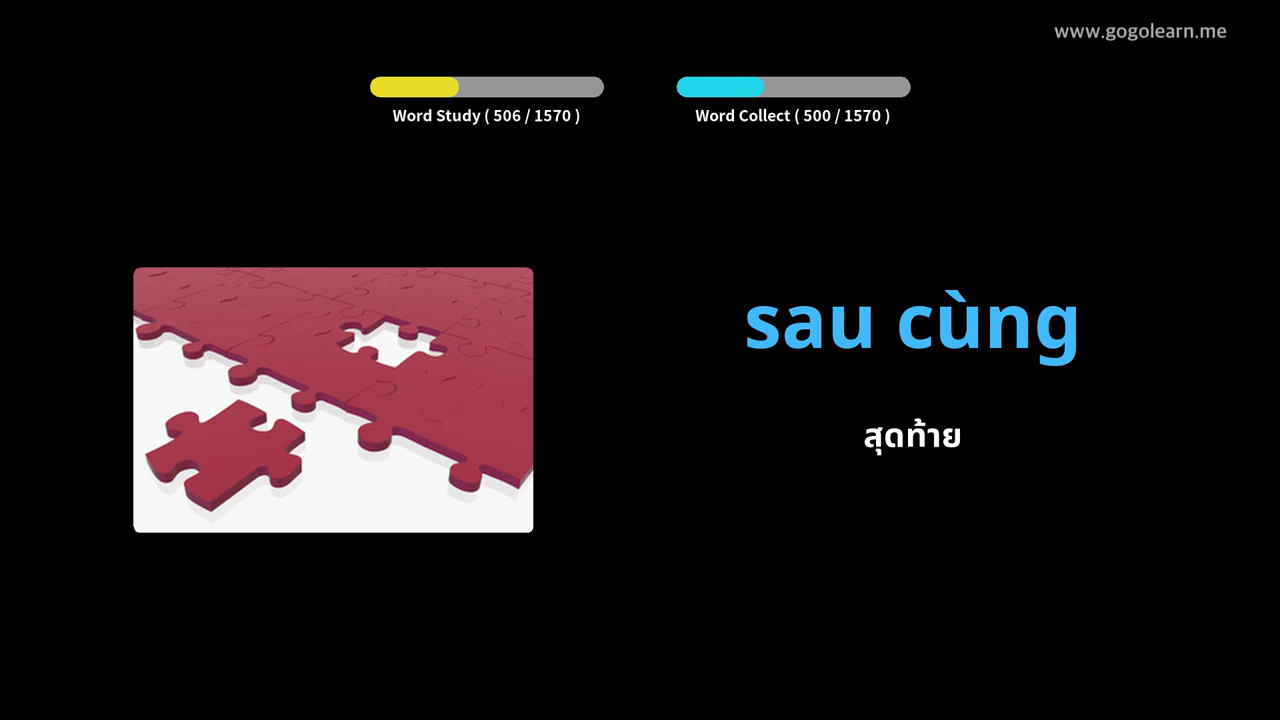 www.gogolearn.me
Word Study ( 506 / 1570 )
Word Collect ( 500 / 1570 )
sau cùng
สุดท้าย